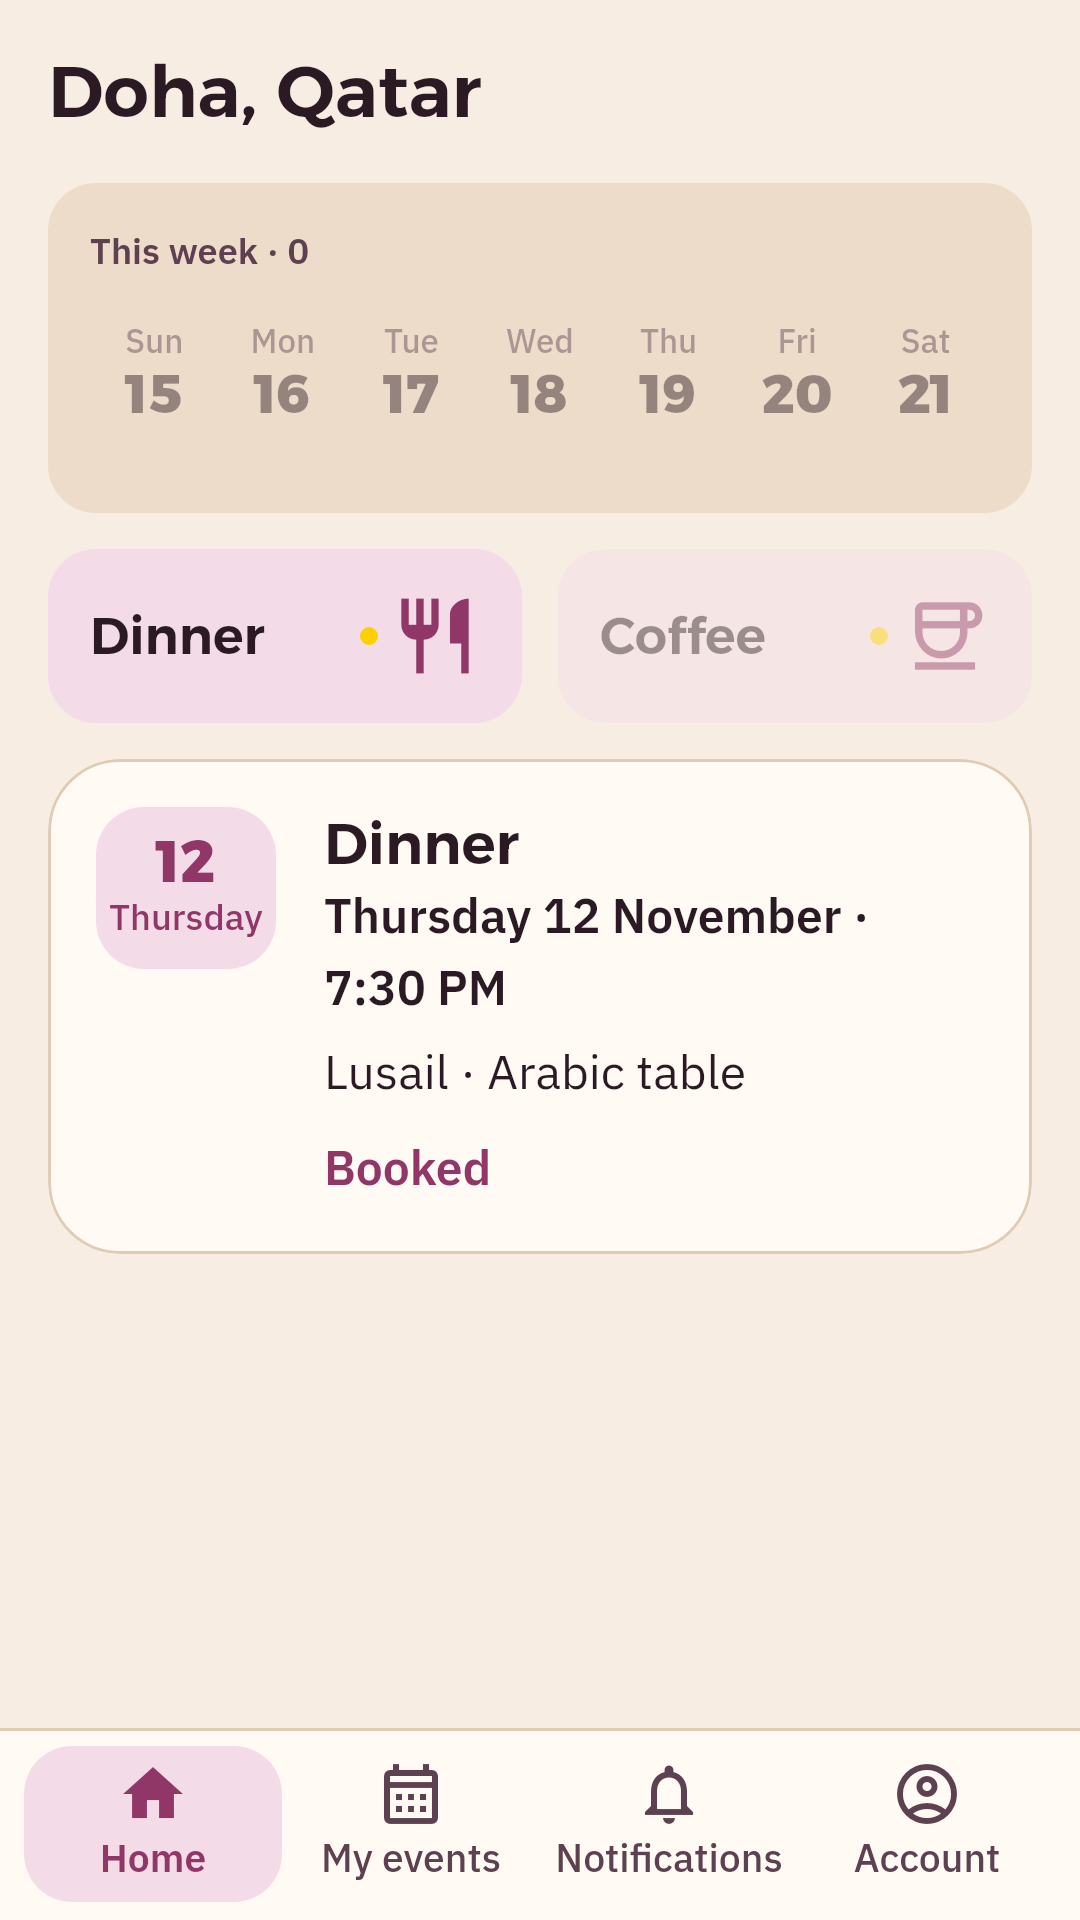 Doha, Qatar
This week · 0
Sun Mon Tue Wed Thu Fri Sat
15 16 17 18 19 20 21
Dinner
Coffee
12
Thursday
Dinner
Thursday 12 November ·
7:30 PM
Lusail · Arabic table
Booked
Home
My events
Notifications
Account